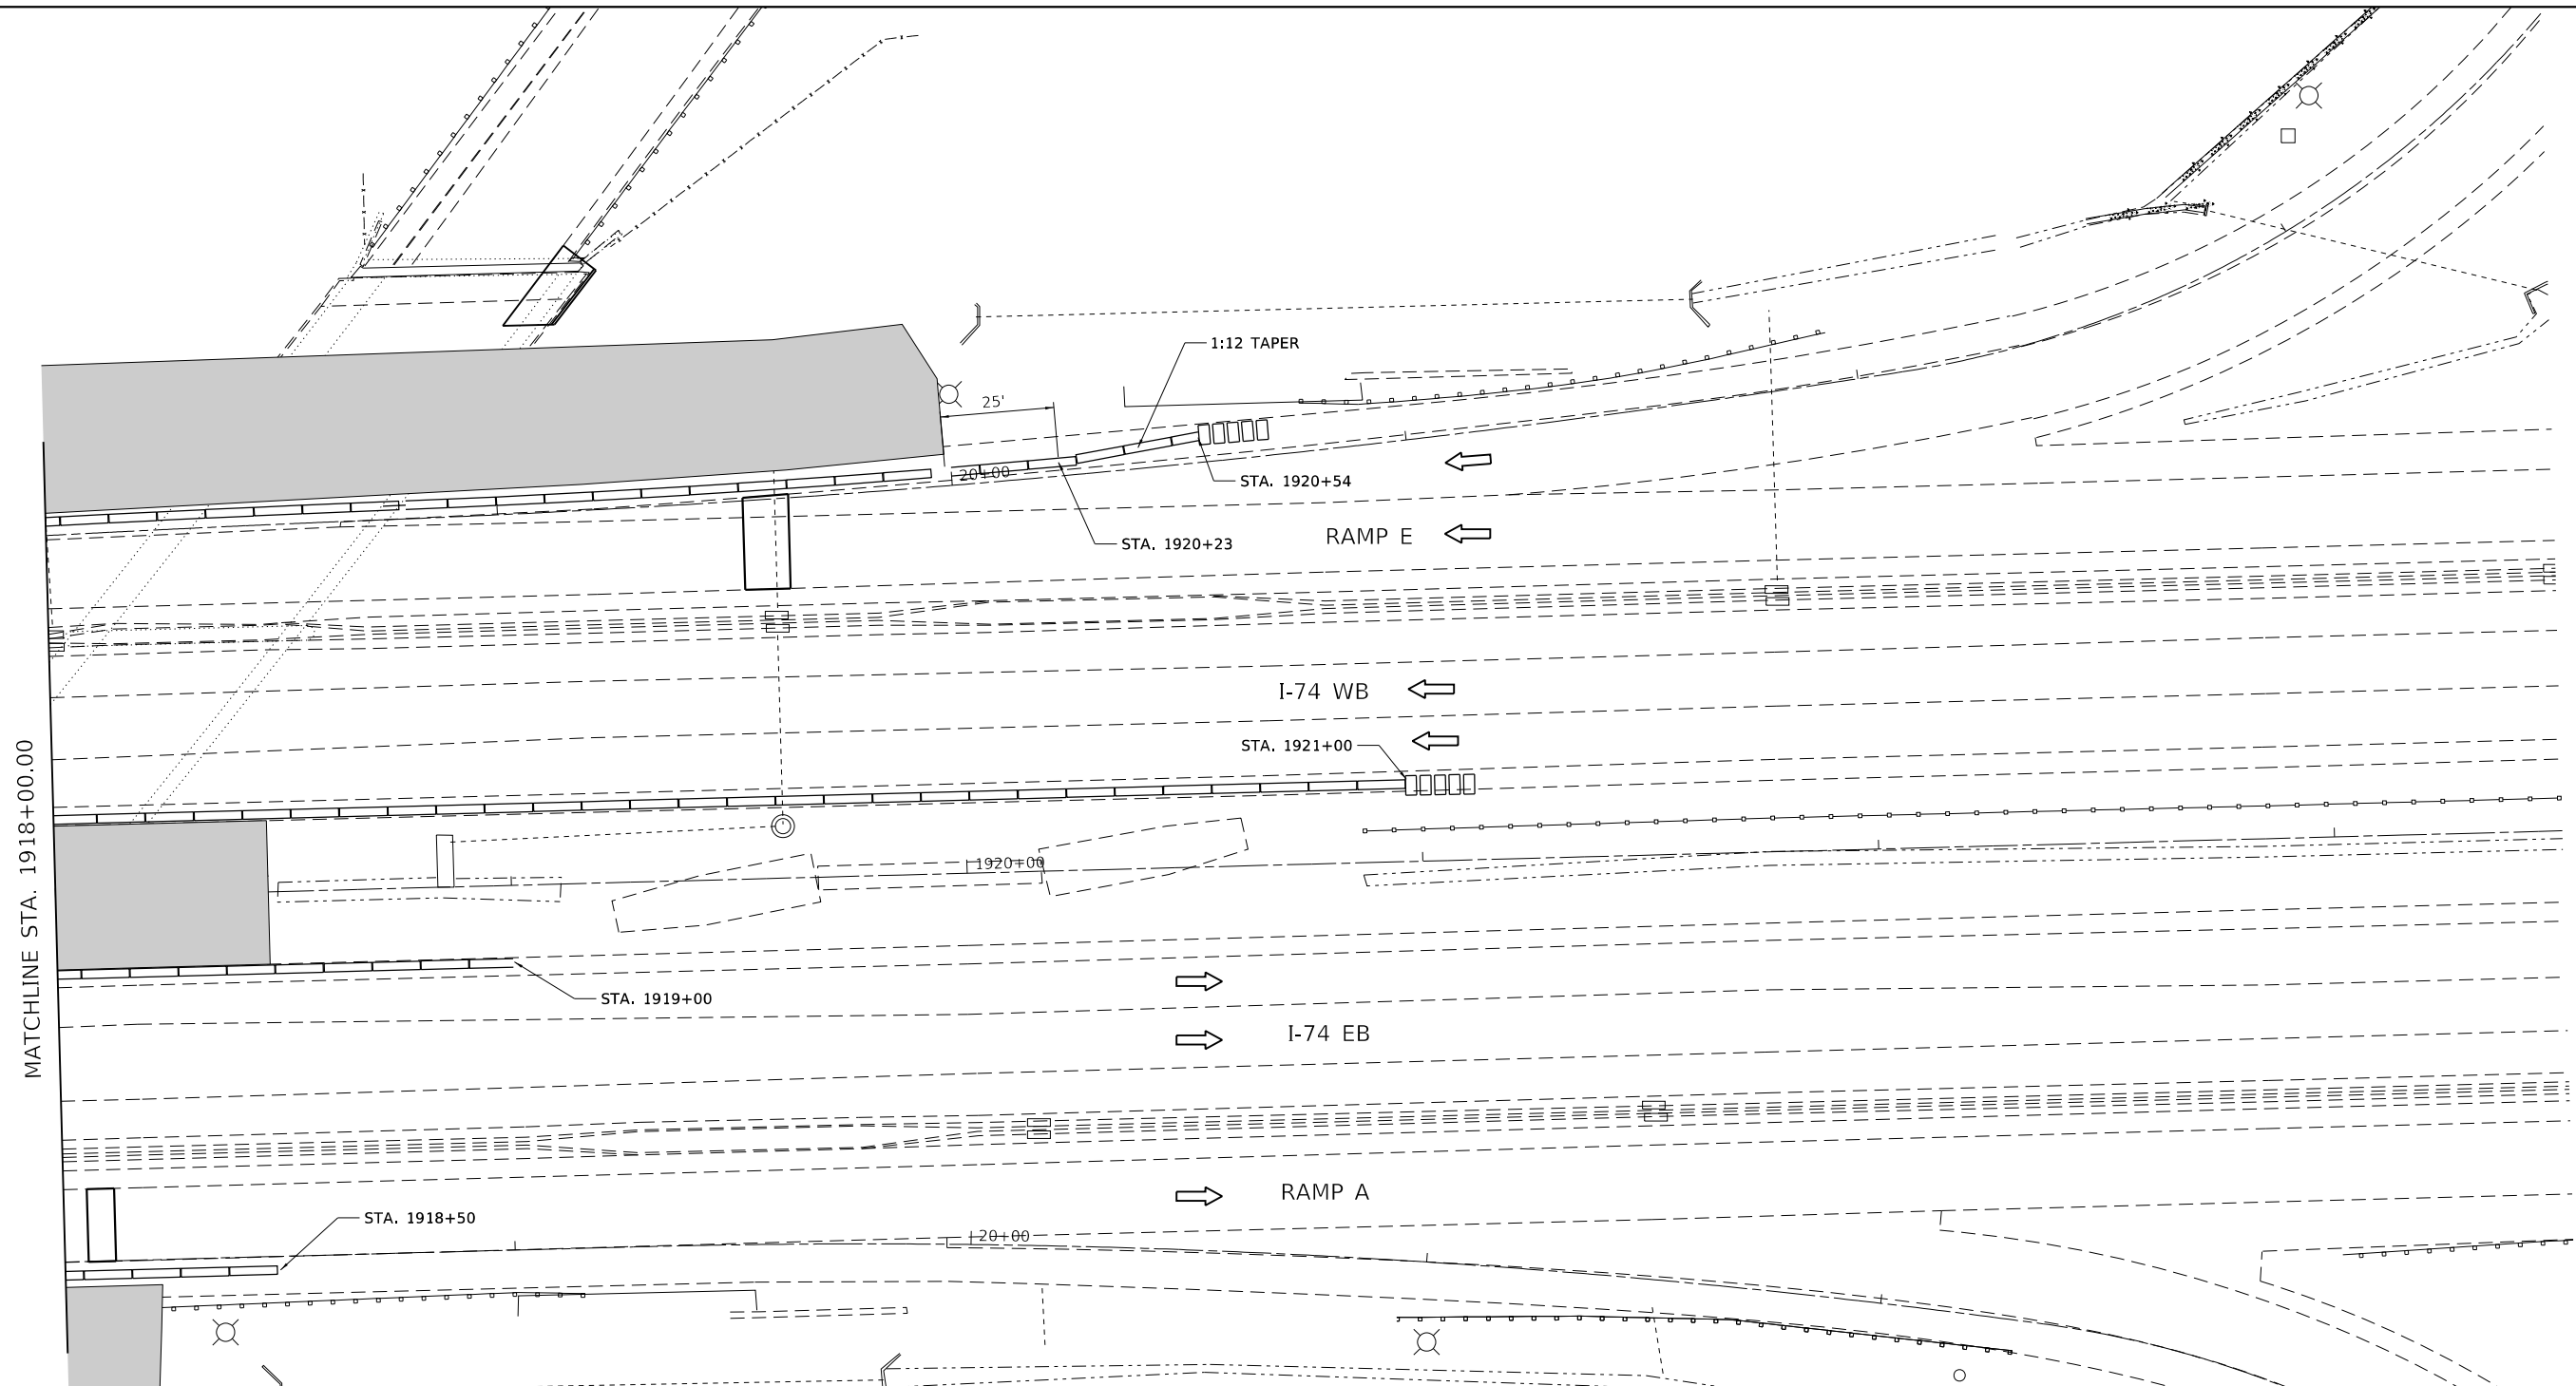 1:12 TAPER
25'
20+00
STA. 1920+54
STA. 1920+23
RAMP E
I-74 WB
STA. 1921+00
MATCHLINE STA. 1918+00.00
1920+00
STA. 1919+00
I-74 EB
RAMP A
STA. 1918+50
20+00